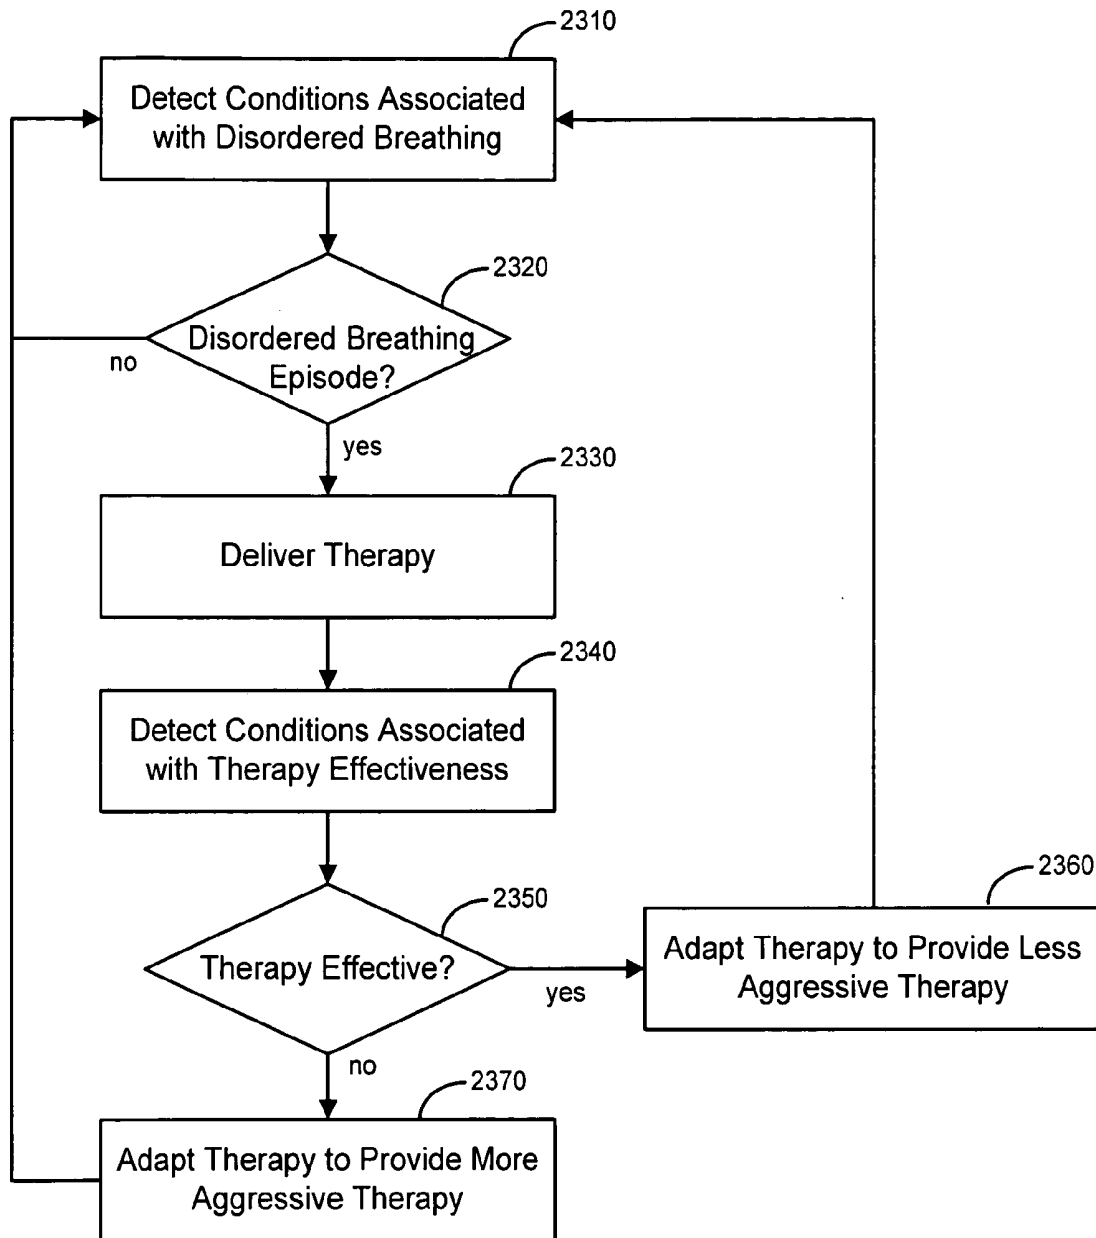 2310
Detect Conditions Associated
with Disordered Breathing
2320
Disordered Breathing
Episode?
no
yes
2330
Deliver Therapy
2340
Detect Conditions Associated
with Therapy Effectiveness
2350
Therapy Effective?
yes
no
2360
Adapt Therapy to Provide Less
Aggressive Therapy
2370
Adapt Therapy to Provide More
Aggressive Therapy